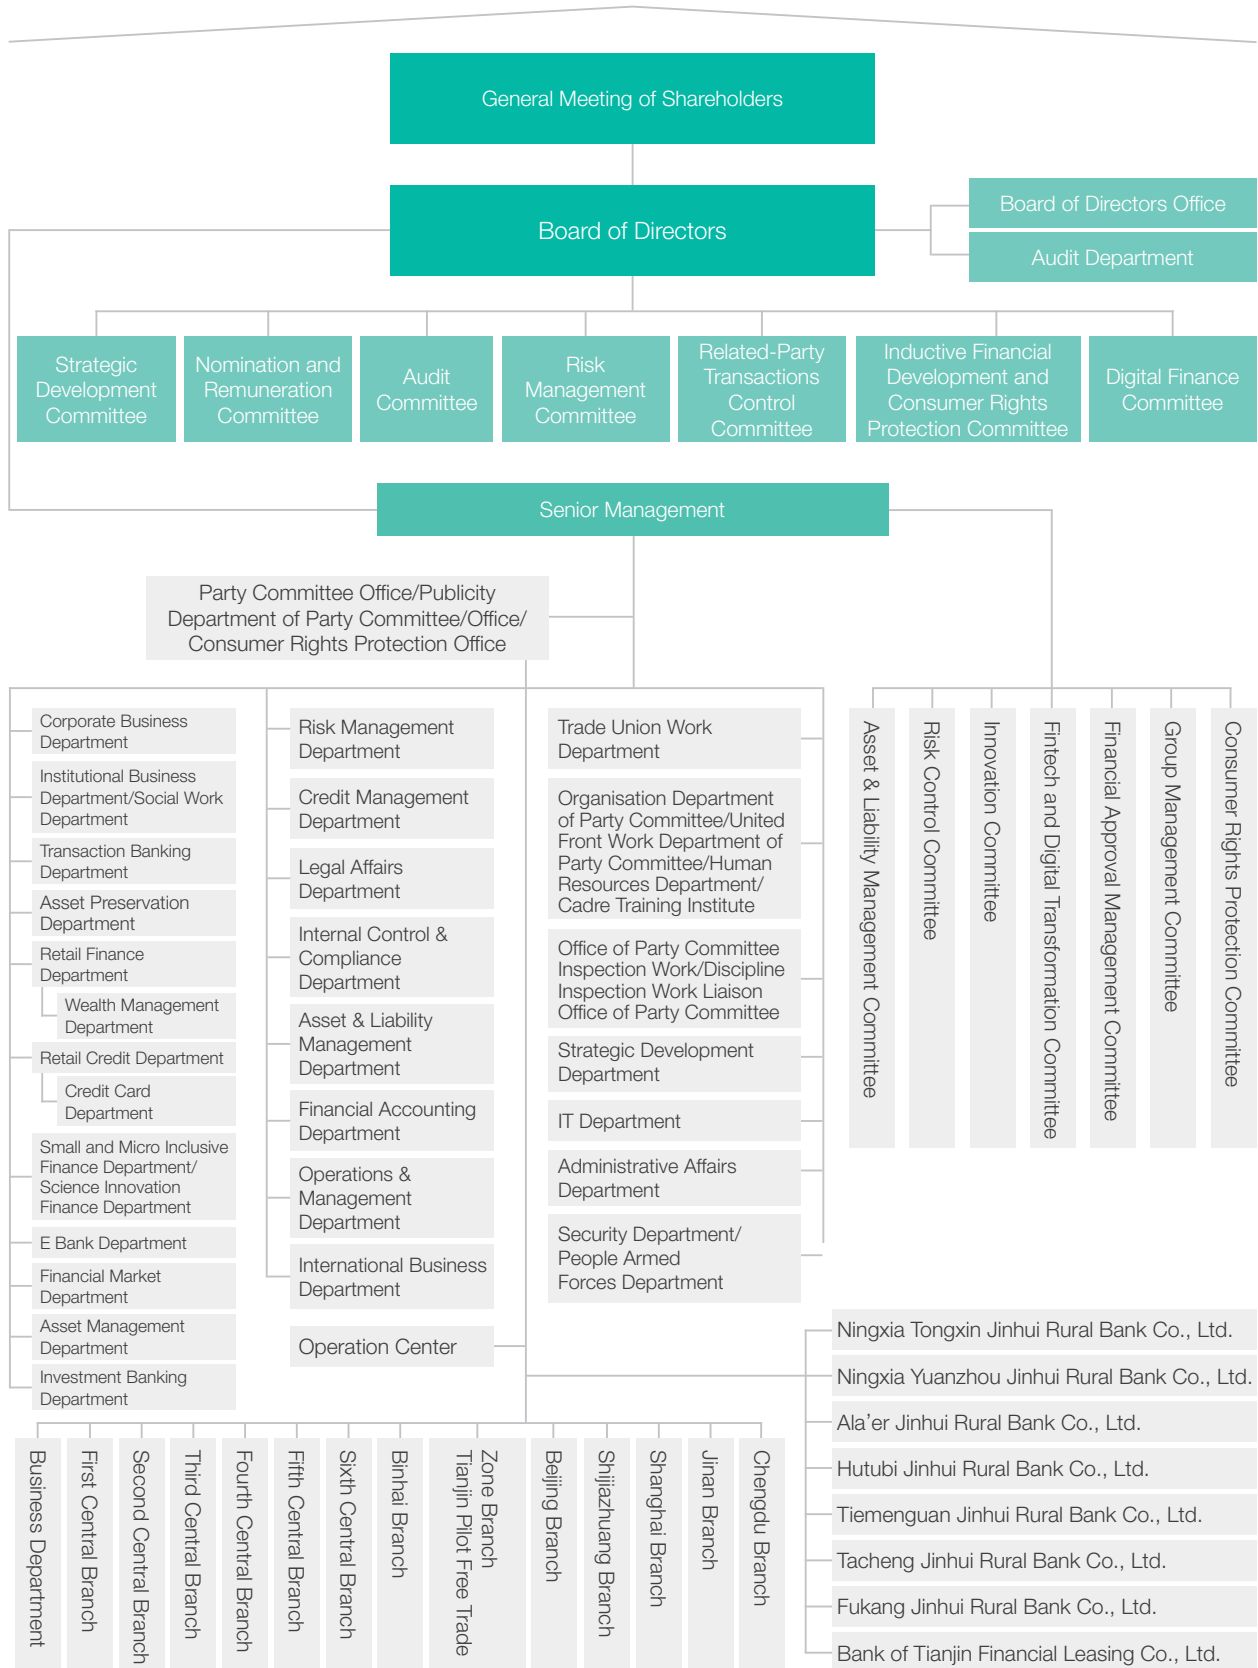 General Meeting of Shareholders
Board of Directors
Board of Directors Office
Audit Department
Strategic
Development
Committee
Nomination and
Remuneration
Committee
Audit
Committee
Risk
Management
Committee
Related-Party
Transactions
Control
Committee
Inductive Financial
Development and
Consumer Rights
Protection Committee
Digital Finance
Committee
Senior Management
Party Committee Office/Publicity
Department of Party Committee/Office/
Consumer Rights Protection Office
Corporate Business
Department
Institutional Business
Department/Social Work
Department
Transaction Banking
Department
Asset Preservation
Department
Retail Finance
Department
Wealth Management
Department
Retail Credit Department
Credit Card
Department
Small and Micro Inclusive
Finance Department/
Science Innovation
Finance Department
E Bank Department
Financial Market
Department
Asset Management
Department
Investment Banking
Department
Risk Management
Department
Credit Management
Department
Legal Affairs
Department
Internal Control &
Compliance
Department
Asset & Liability
Management
Department
Financial Accounting
Department
Operations &
Management
Department
International Business
Department
Operation Center
Trade Union Work
Department
Organisation Department
of Party Committee/United
Front Work Department of
Party Committee/Human
Resources Department/
Cadre Training Institute
Office of Party Committee
Inspection Work/Discipline
Inspection Work Liaison
Office of Party Committee
Strategic Development
Department
IT Department
Administrative Affairs
Department
Security Department/
People Armed
Forces Department
Asset & Liability Management Committee
Risk Control Committee
Innovation Committee
Fintech and Digital Transformation Committee
Financial Approval Management Committee
Group Management Committee
Consumer Rights Protection Committee
Ningxia Tongxin Jinhui Rural Bank Co., Ltd.
Ningxia Yuanzhou Jinhui Rural Bank Co., Ltd.
Ala’er Jinhui Rural Bank Co., Ltd.
Hutubi Jinhui Rural Bank Co., Ltd.
Tiemenguan Jinhui Rural Bank Co., Ltd.
Tacheng Jinhui Rural Bank Co., Ltd.
Fukang Jinhui Rural Bank Co., Ltd.
Bank of Tianjin Financial Leasing Co., Ltd.
Business Department
First Central Branch
Second Central Branch
Third Central Branch
Fourth Central Branch
Fifth Central Branch
Sixth Central Branch
Binhai Branch
Tianjin Pilot Free Trade
Zone Branch
Beijing Branch
Shijiazhuang Branch
Shanghai Branch
Jinan Branch
Chengdu Branch